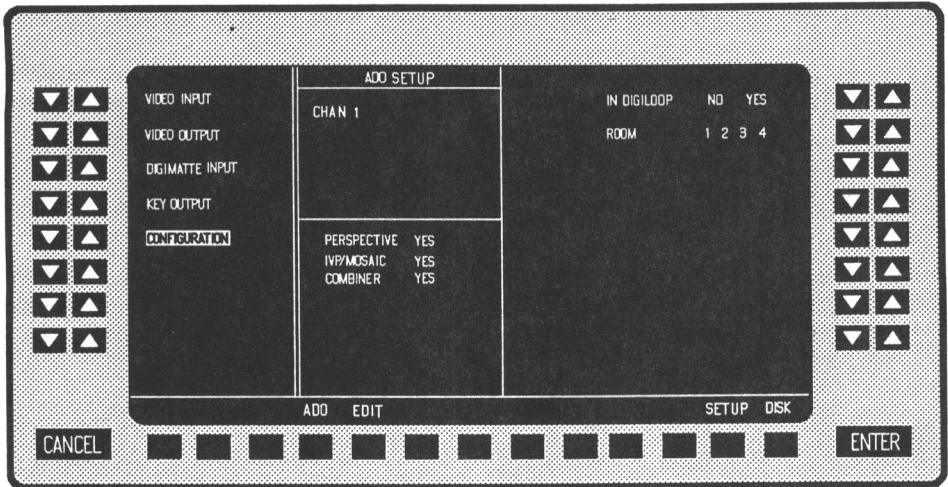 ADO SETUP
VIDEO INPUT
VIDEO OUTPUT
DIGIMATTE INPUT
KEY OUTPUT
CONFIGURATION
CHAN 1
PERSPECTIVE YES
IVP/MOSAIC YES
COMBINER YES
IN DIGILOOP NO YES
ROOM 1 2 3 4
ADO EDIT SETUP DISK
CANCEL
ENTER